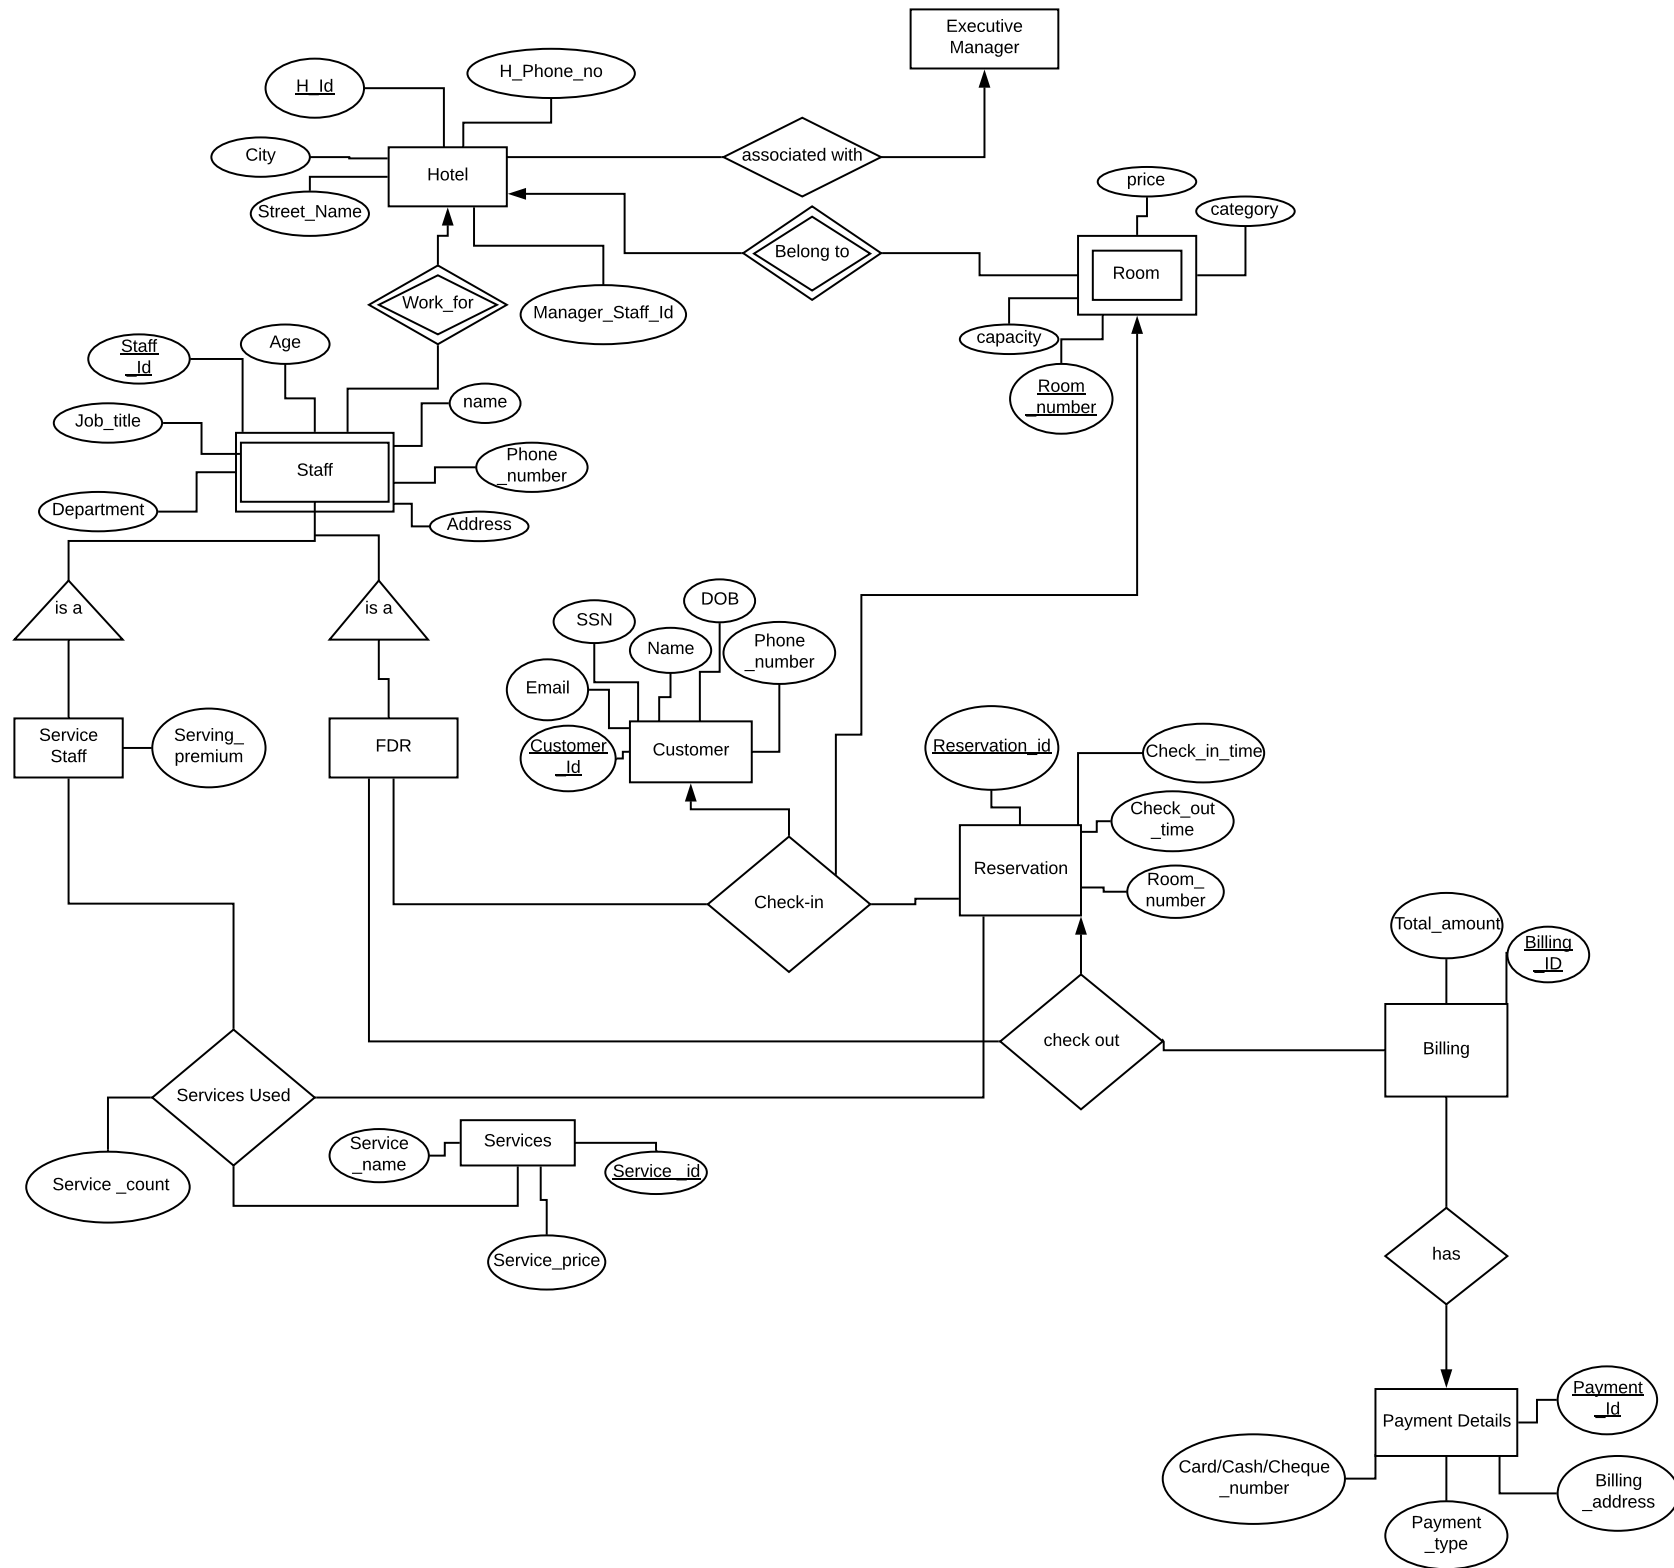 Executive
Manager
H_Phone_no
H_Id
City
associated with
Hotel
price
Street_Name
category
Belong to
Room
Work_for
Manager_Staff_Id
capacity
Staff
_Id
Age
Room
_number
name
Job_title
Staff
Phone
_number
Department
Address
is a
is a
DOB
SSN
Name
Phone
_number
Email
Service
Staff
Serving_
premium
FDR
Customer
_Id
Customer
Reservation_id
Check_in_time
Check_out
_time
Reservation
Room_
number
Check-in
Total_amount
Billing
_ID
check out
Billing
Services Used
Service
_name
Services
Service _id
Service _count
Service_price
has
Payment
_Id
Payment Details
Card/Cash/Cheque
_number
Billing
_address
Payment
_type